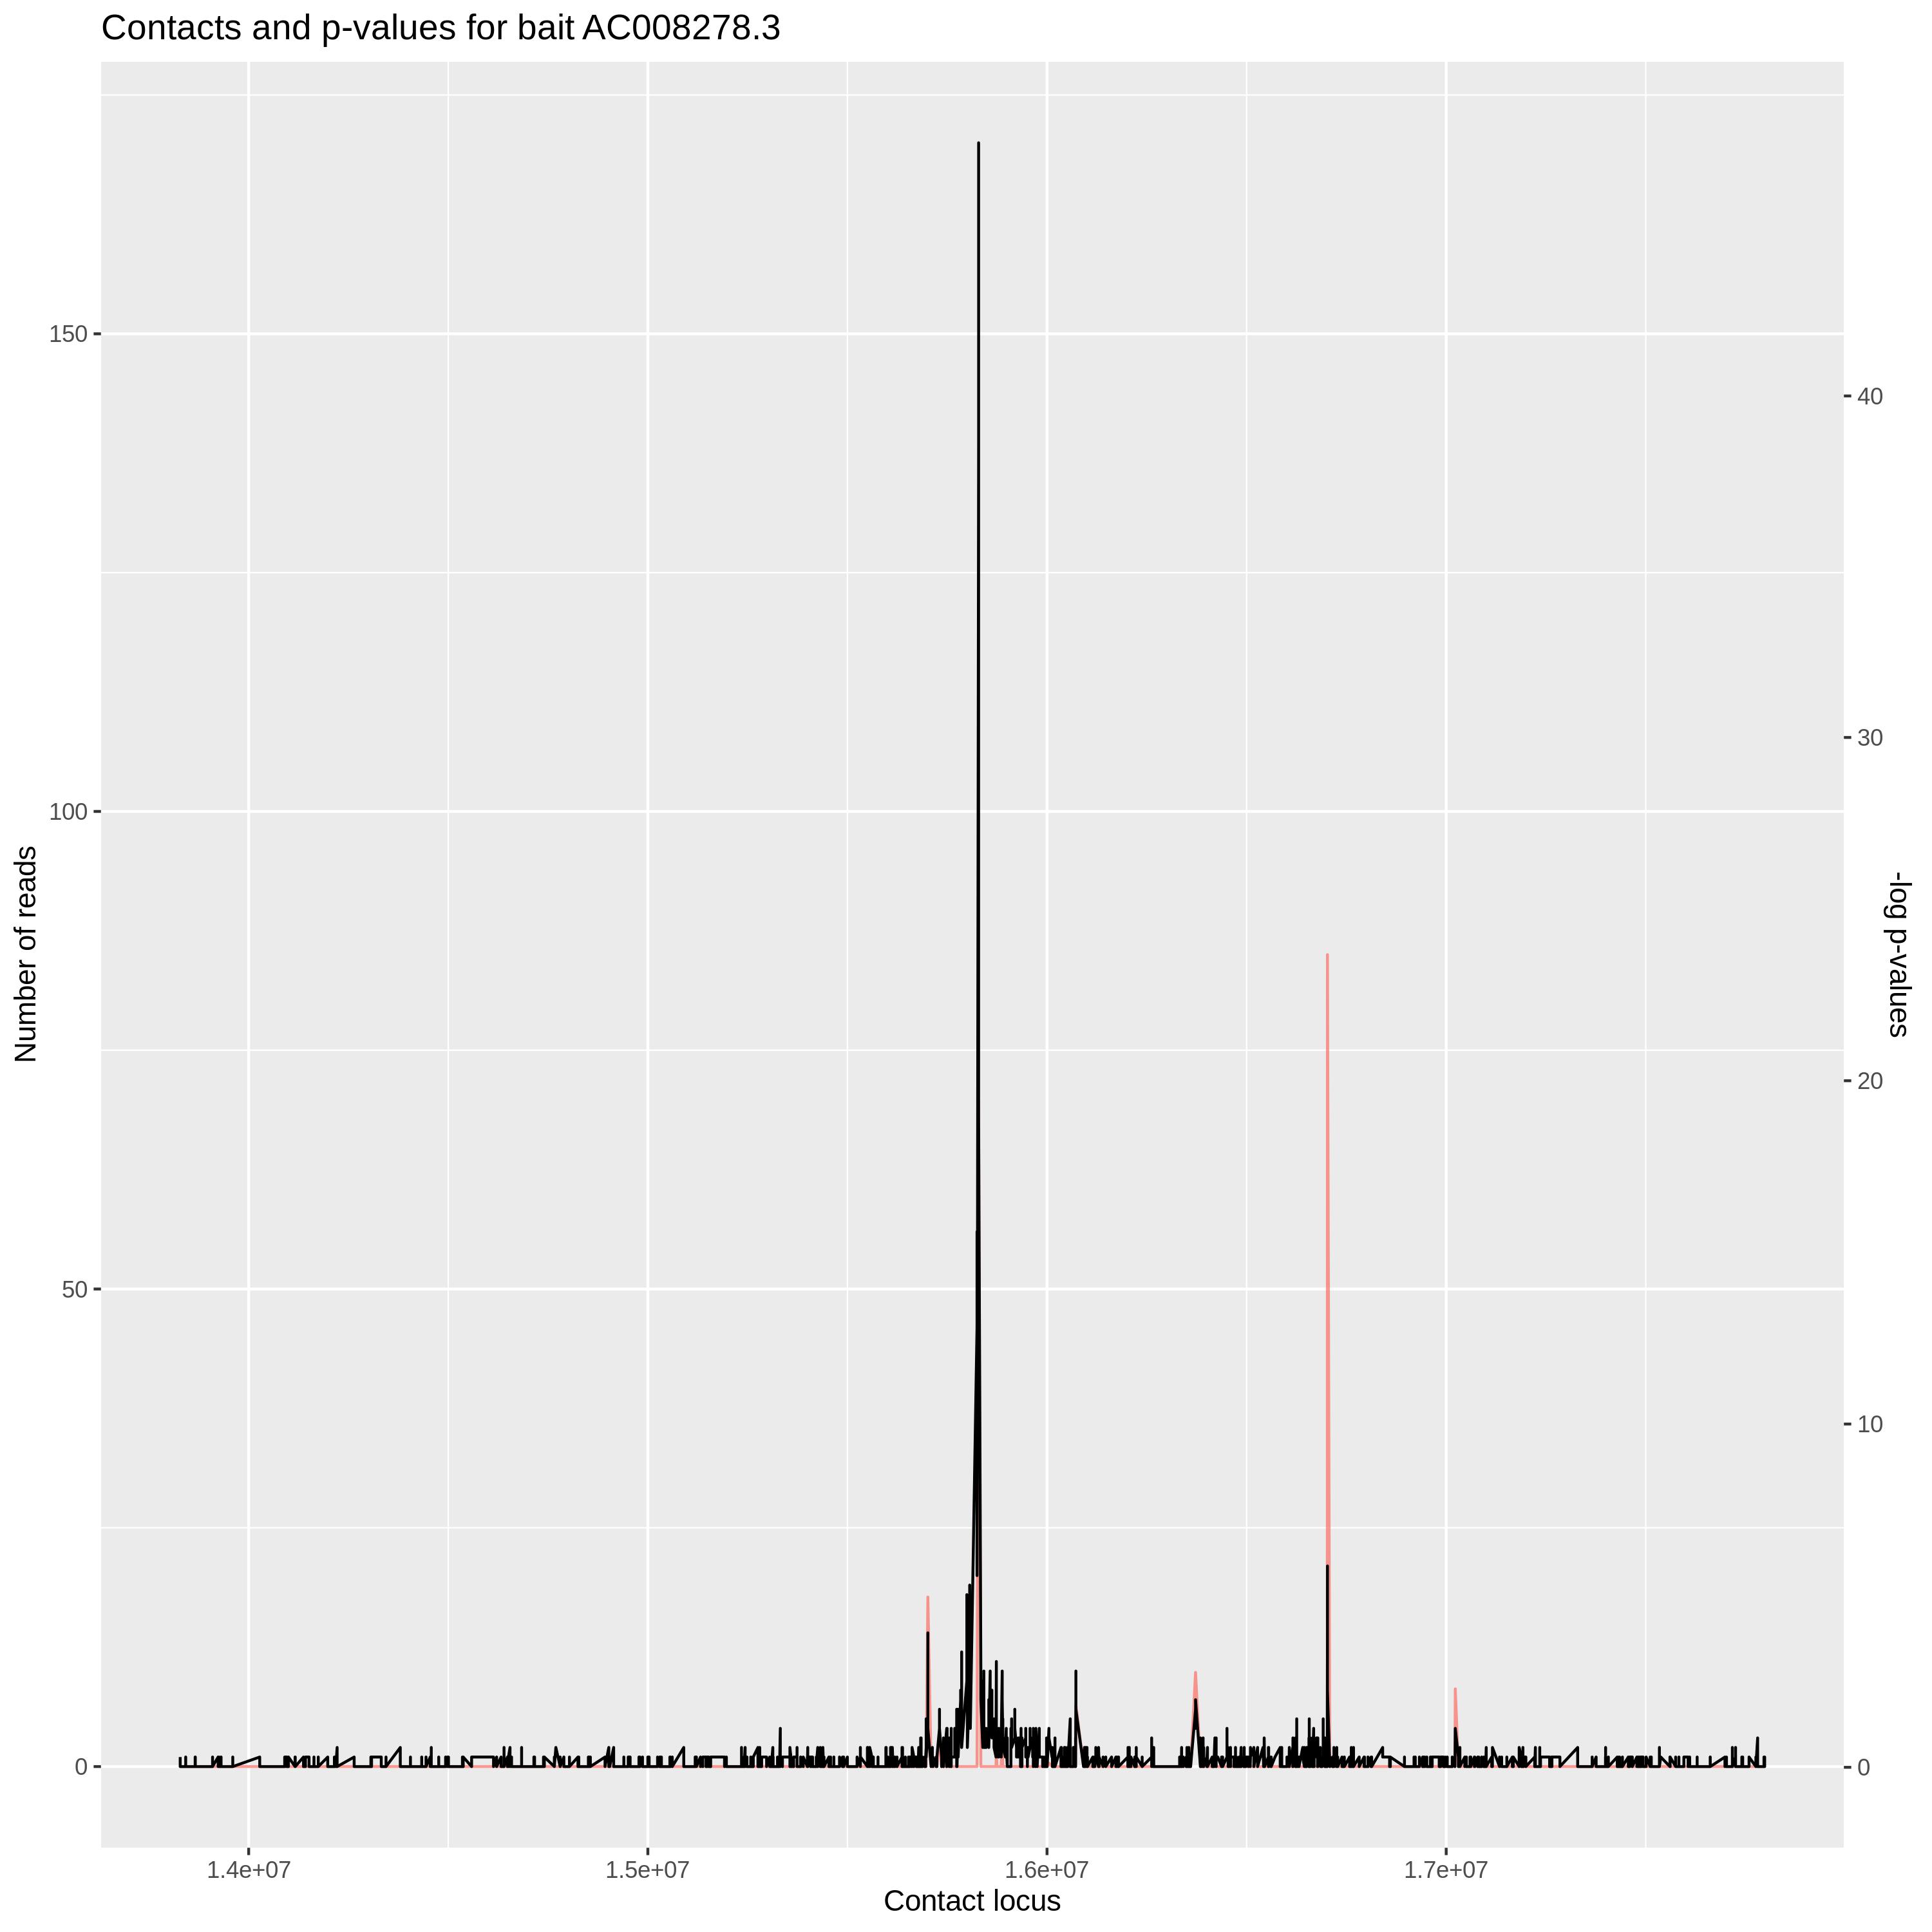 Contacts and p-values for bait AC008278.3
150
100
50
0
Number of reads
40
30
20
10
0
-log p-values
1.4e+07
1.5e+07
1.6e+07
1.7e+07
Contact locus